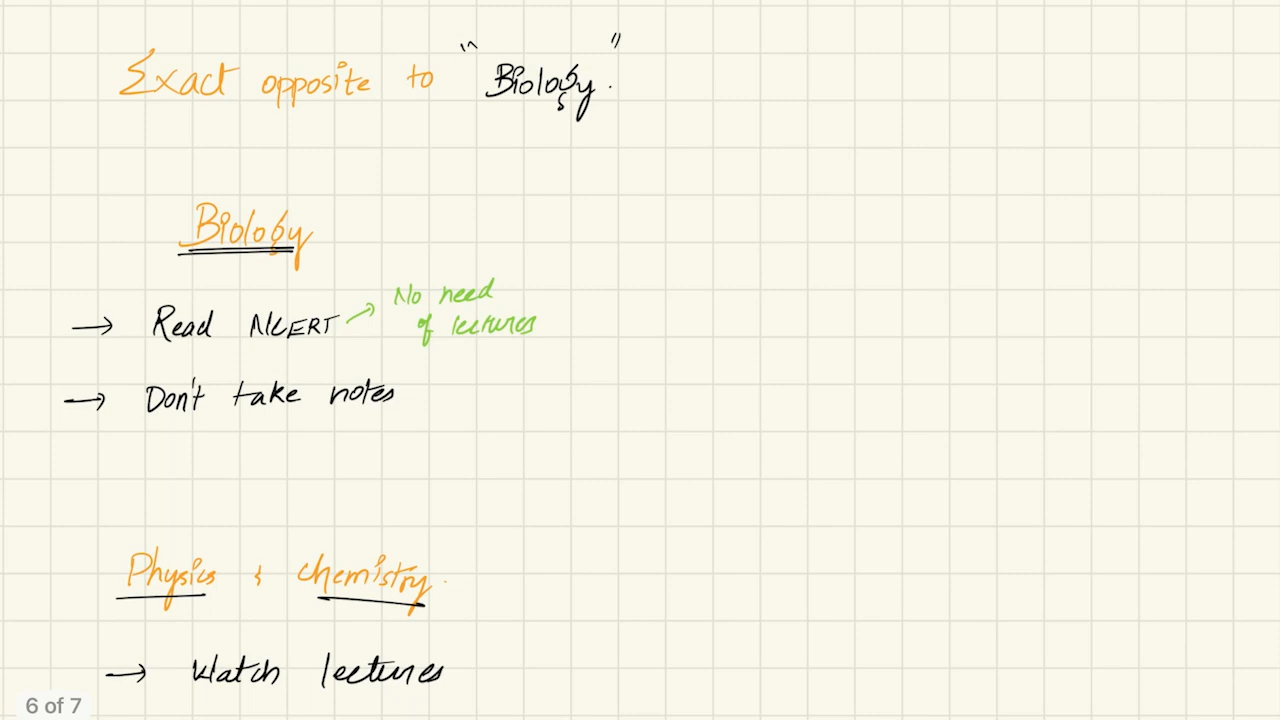 Exact opposite to "Biology".
Biology
→ Read NCERT → No need
of lectures
→ Don't take notes
Physics & Chemistry.
→ Watch lectures
6 of 7